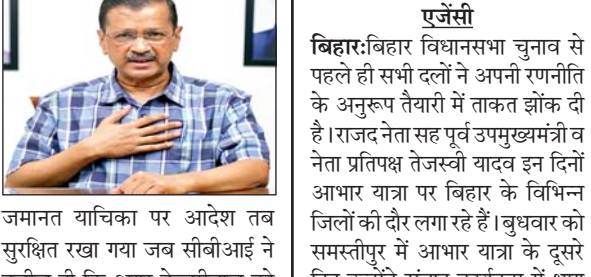 जमानत याचिका पर आदेश तब
सुरक्षित रखा गया जब सीबीआई ने
एजेंसी
बिहार:बिहार विधानसभा चुनाव से
पहले ही सभी दलों ने अपनी रणनीति
के अनुरूप तैयारी में ताकत झोंक दी
है।राजद नेता सह पूर्व उपमुख्यमंत्री व
नेता प्रतिपक्ष तेजस्वी यादव इन दिनों
आभार यात्रा पर बिहार के विभिन्न
जिलों की दौर लगा रहे हैं।बुधवार को
समस्तीपुर में आभार यात्रा के दूसरे